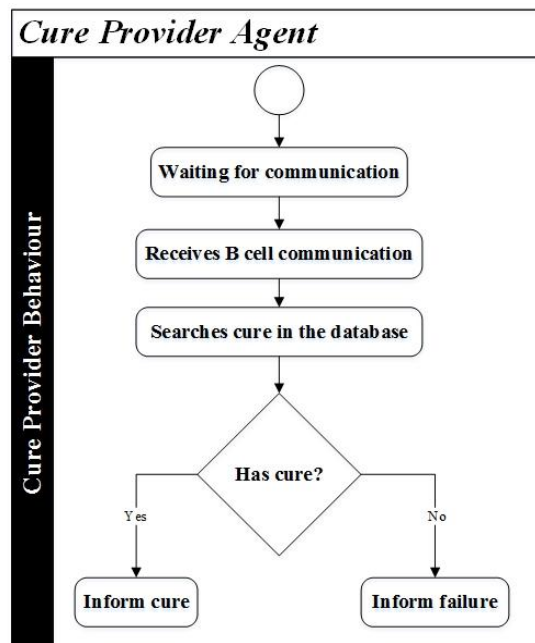 Cure Provider Agent
Cure Provider Behaviour
Waiting for communication
Receives B cell communication
Searches cure in the database
Has cure?
Yes
No
Inform cure
Inform failure